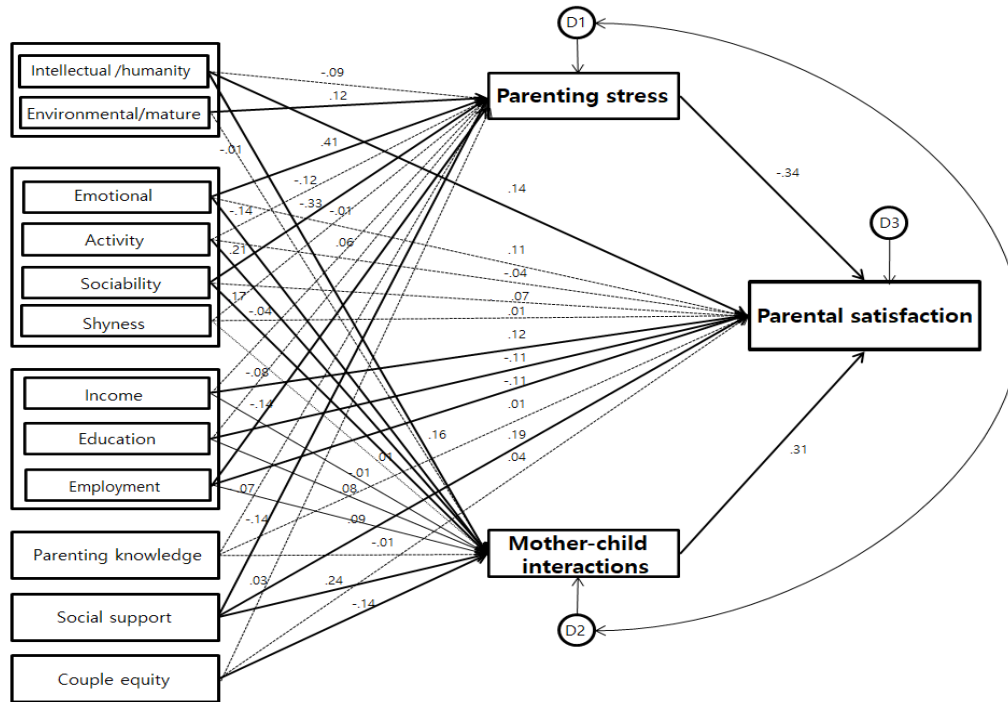 D1
Intellectual /humanity
-.09
Parenting stress
Environmental/mature
.12
-.01
.41
Emotional
-.12
.14
-.34
-.14
-.33
-.01
D3
Activity
.21
.06
.11
-.04
Sociability
.17
.07
-.04
.01
Shyness
Parental satisfaction
.12
-.11
-.08
-.11
Income
-.14
.01
Education
.16
.19
.01
.04
.31
-.01
Employment
.07
.08
-.14
.09
Parenting knowledge
-.01
Mother-child
interactions
.03
.24
Social support
-.14
D2
Couple equity